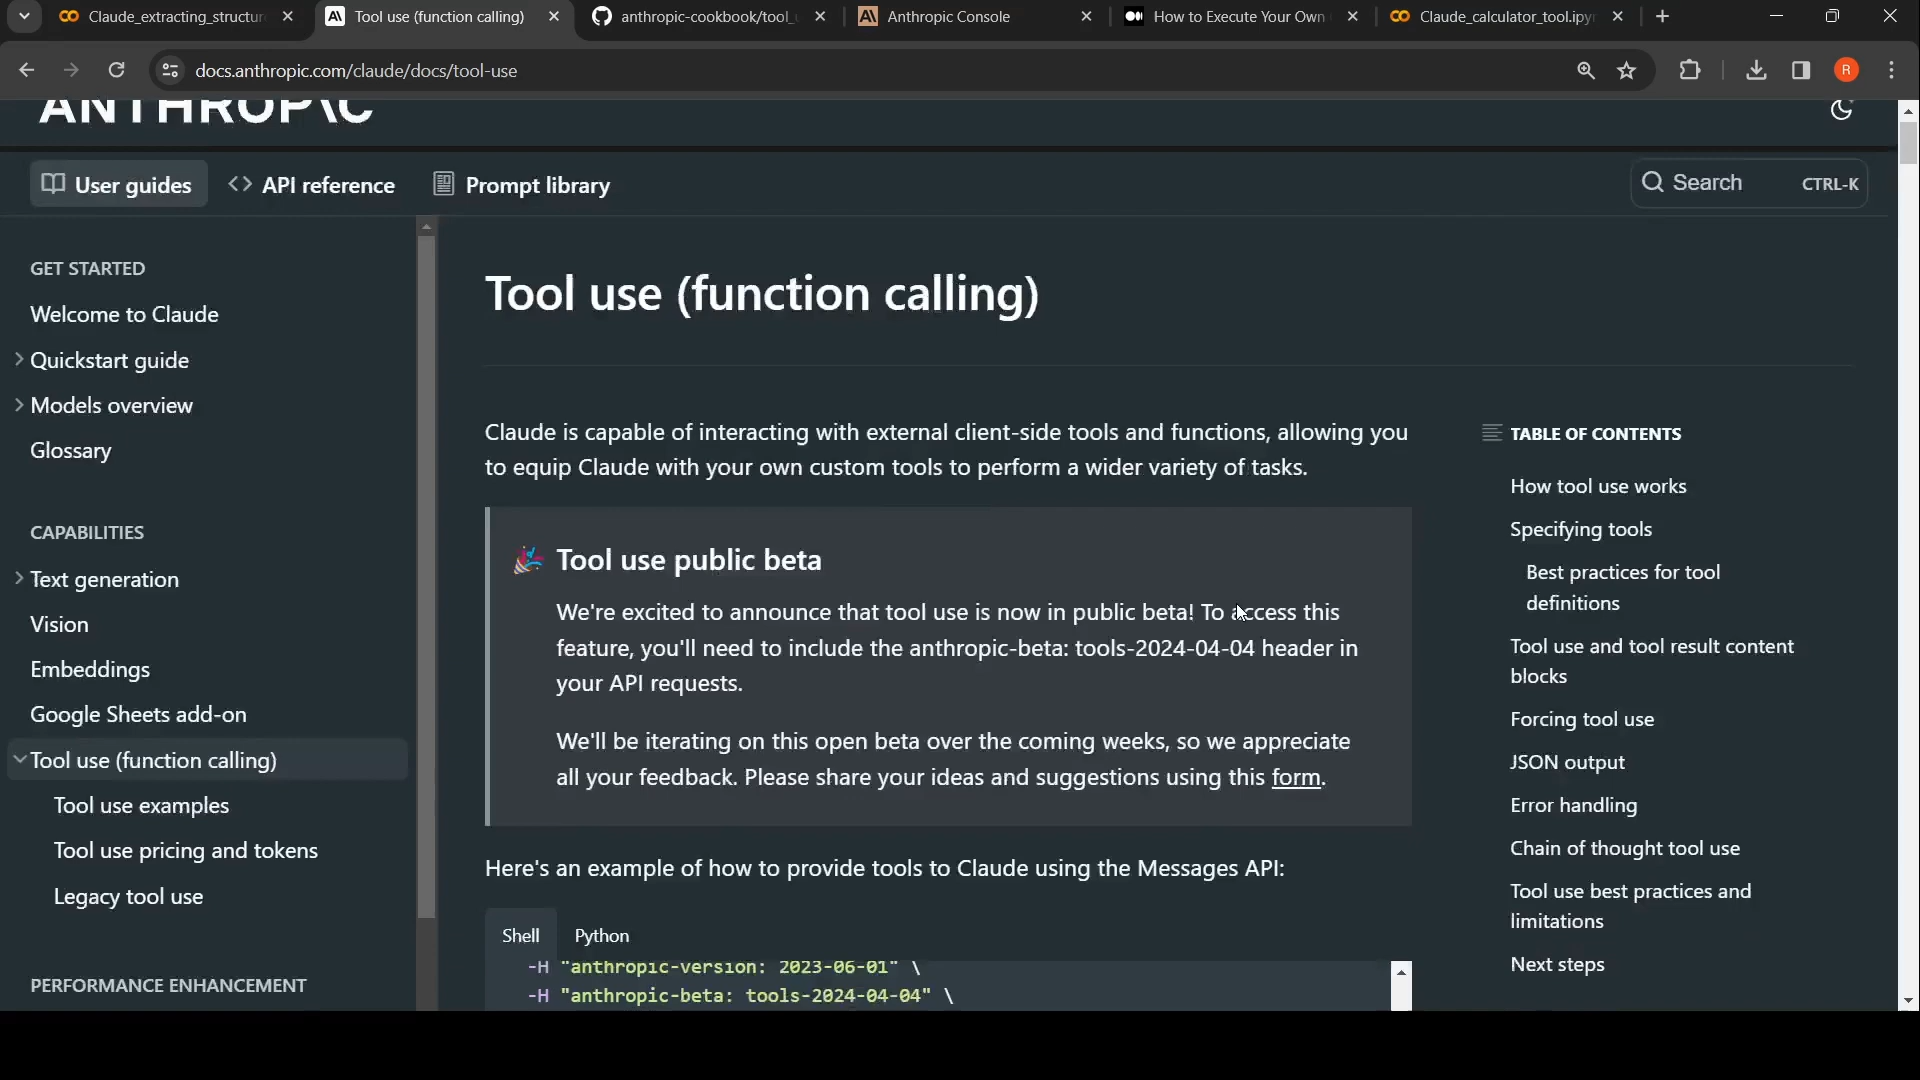 Claude_extracting_structur
Tool use (function calling)
anthropic-cookbook/tool_
Anthropic Console
How to Execute Your Own
Claude_calculator_tool.ipy
docs.anthropic.com/claude/docs/tool-use
R
ANTHROP\C
User guides
API reference
Prompt library
Search
CTRL-K
GET STARTED
Welcome to Claude
Quickstart guide
Models overview
Glossary
CAPABILITIES
Text generation
Vision
Embeddings
Google Sheets add-on
Tool use (function calling)
Tool use examples
Tool use pricing and tokens
Legacy tool use
PERFORMANCE ENHANCEMENT
Tool use (function calling)
Claude is capable of interacting with external client-side tools and functions, allowing you
to equip Claude with your own custom tools to perform a wider variety of tasks.
🎉 Tool use public beta
We're excited to announce that tool use is now in public beta! To access this
feature, you'll need to include the anthropic-beta: tools-2024-04-04 header in
your API requests.
We'll be iterating on this open beta over the coming weeks, so we appreciate
all your feedback. Please share your ideas and suggestions using this form.
Here's an example of how to provide tools to Claude using the Messages API:
Shell
Python
-H "anthropic-version: 2023-06-01" \
-H "anthropic-beta: tools-2024-04-04" \
TABLE OF CONTENTS
How tool use works
Specifying tools
Best practices for tool
definitions
Tool use and tool result content
blocks
Forcing tool use
JSON output
Error handling
Chain of thought tool use
Tool use best practices and
limitations
Next steps